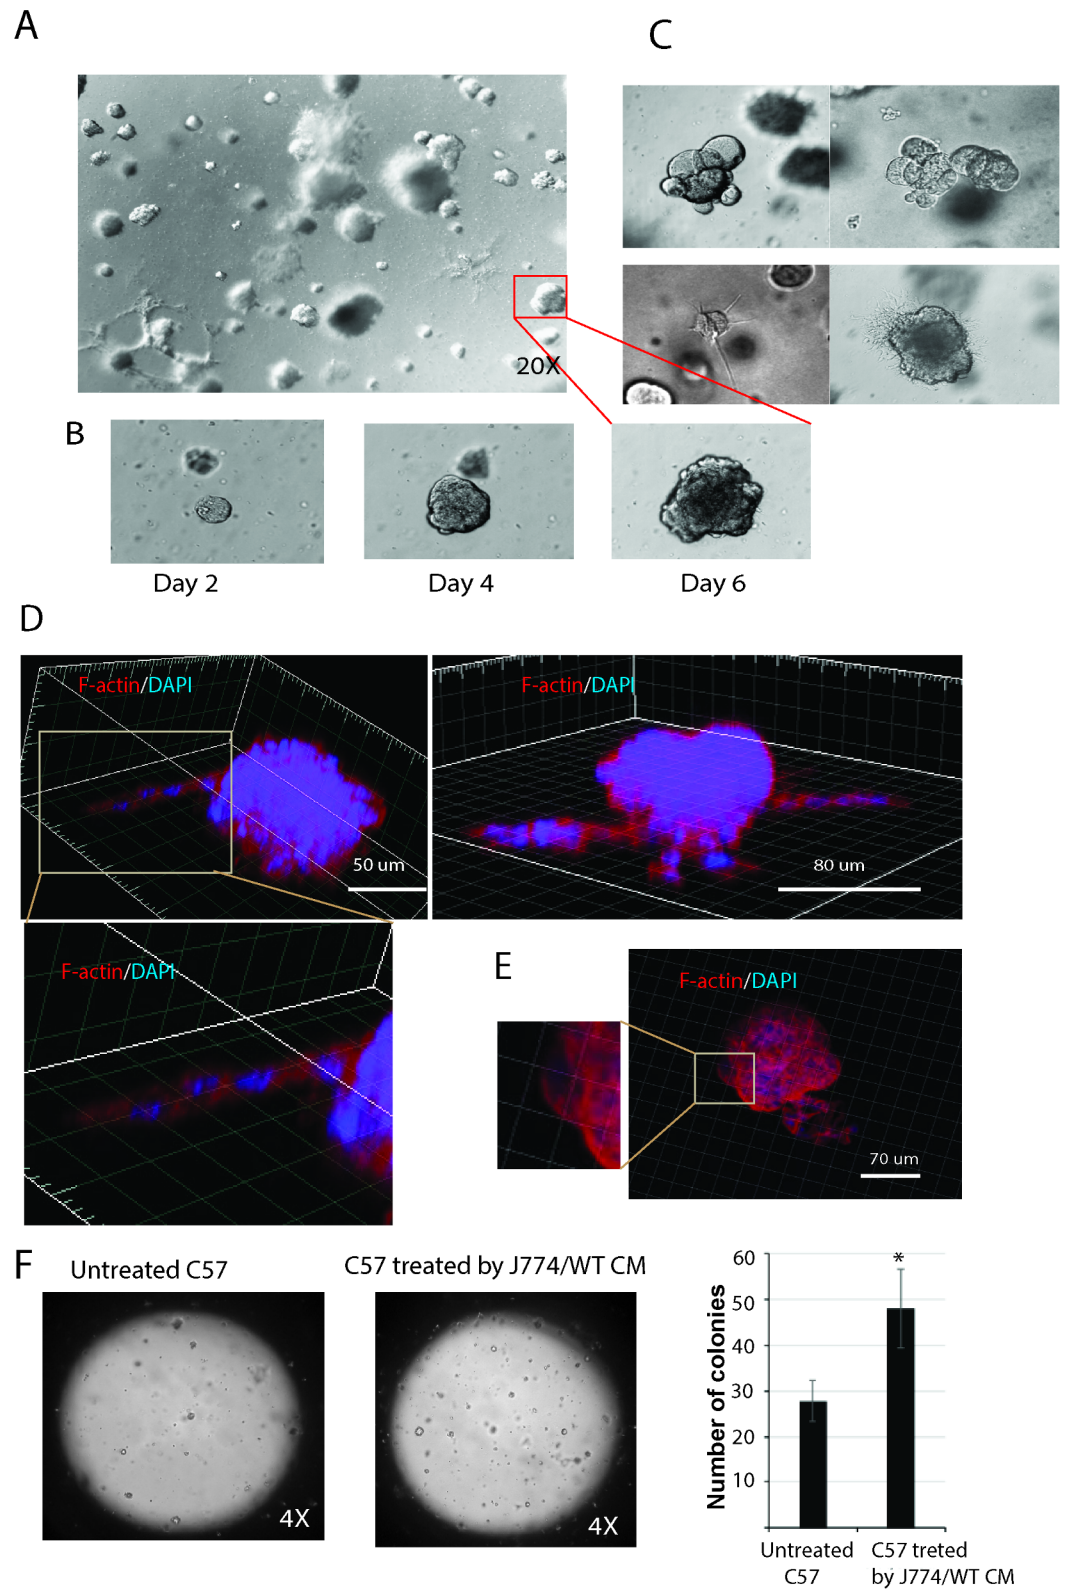 A
C
20X
B
Day 2
Day 4
Day 6
D
F-actin/DAPI
50 um
F-actin/DAPI
80 um
F-actin/DAPI
E
F-actin/DAPI
70 um
F
Untreated C57
4X
C57 treated by J774/WT CM
4X
Number of colonies
60
50
40
30
20
10
*
Untreated
C57
C57 treted
by J774/WT CM